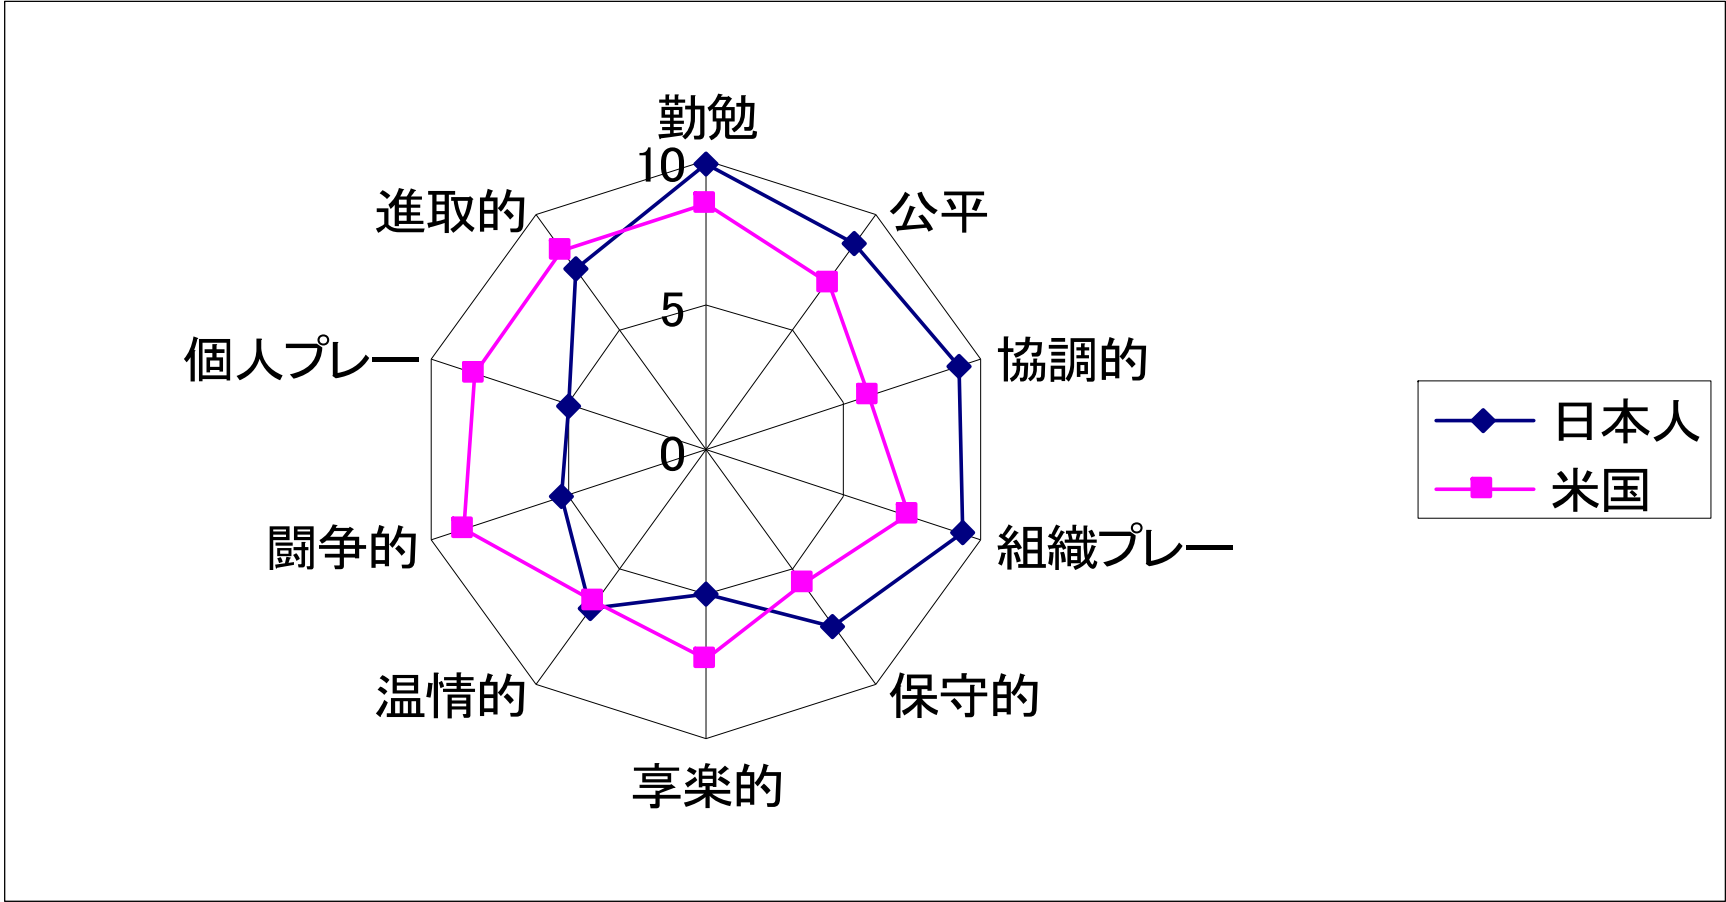 勤勉
10
進取的
公平
5
個人プレー
協調的
0
日本人
米国
闘争的
組織プレー
温情的
保守的
享楽的